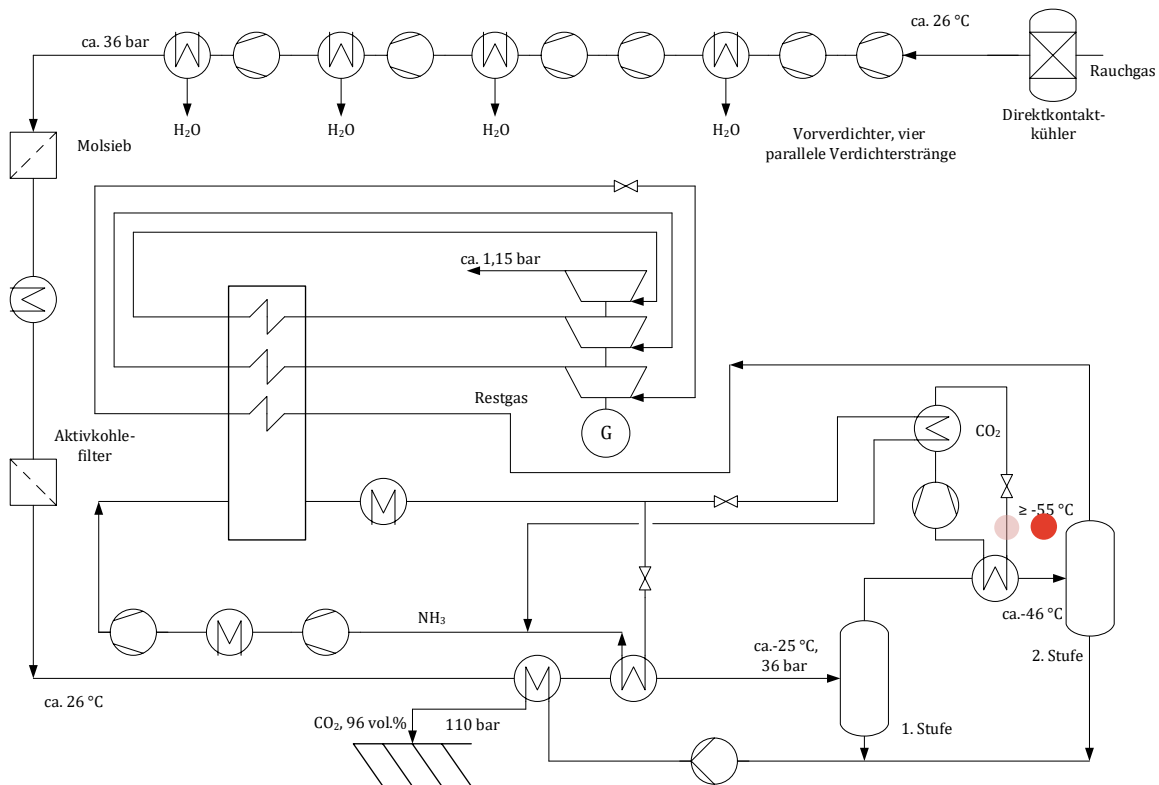 ca. 36 bar
ca. 26 °C
Rauchgas
H₂O
H₂O
H₂O
H₂O
Direktkontakt-
kühler
Vorverdichter, vier
parallele Verdichterstränge
Molsieb
ca. 1,15 bar
Restgas
G
Aktivkohle-
filter
CO₂
≥ -55 °C
NH₃
ca.-46 °C
ca.-25 °C,
36 bar
2. Stufe
ca. 26 °C
CO₂, 96 vol.%
110 bar
1. Stufe